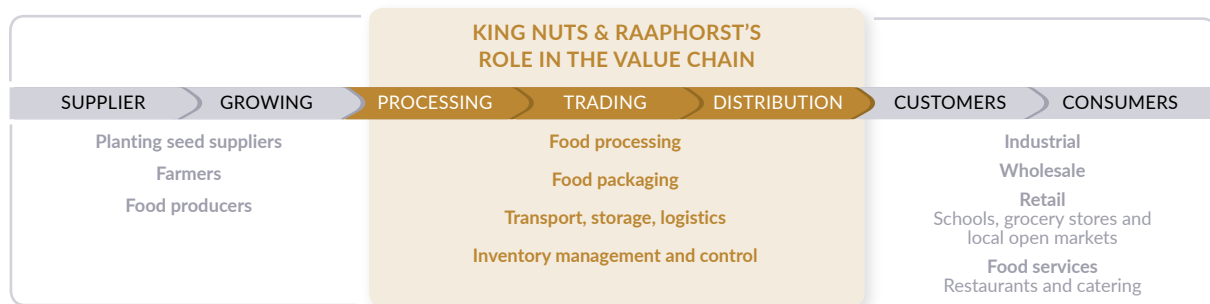 KING NUTS & RAAPHORST’S
ROLE IN THE VALUE CHAIN
SUPPLIER
GROWING
PROCESSING
TRADING
DISTRIBUTION
CUSTOMERS
CONSUMERS
Planting seed suppliers
Farmers
Food producers
Food processing
Food packaging
Transport, storage, logistics
Inventory management and control
Industrial
Wholesale
Retail
Schools, grocery stores and
local open markets
Food services
Restaurants and catering